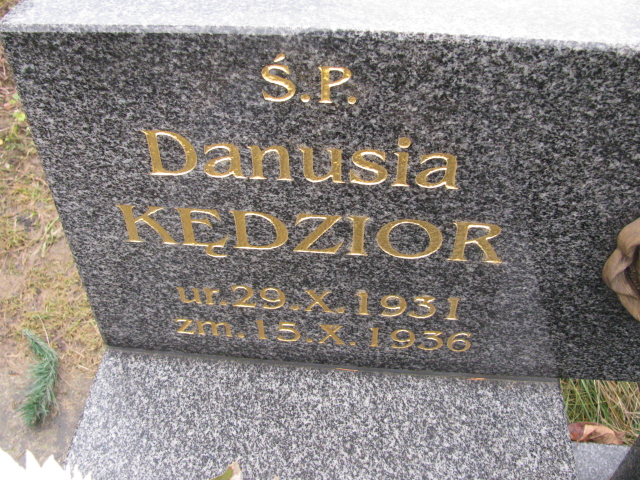 Ś.P.
Danusia
KĘDZIOR
ur. 29.X.1931
zm. 15.X.1936